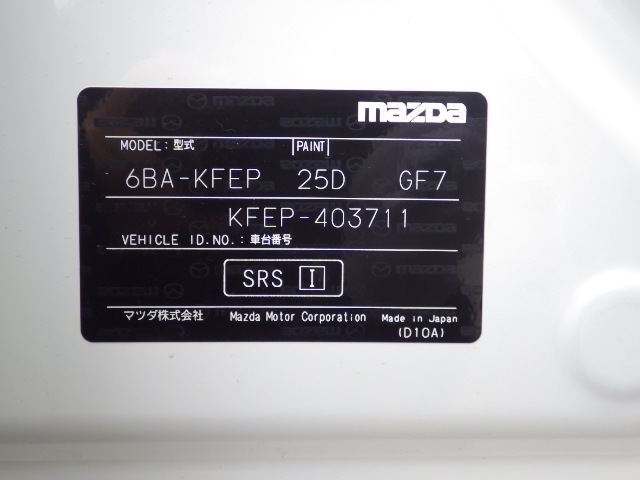 mazda
MODEL: 型式 PAINT
6BA-KFEP 25D GF7
KFEP-403711
VEHICLE ID.NO.: 車台番号
SRS I
マツダ株式会社 Mazda Motor Corporation Made in Japan
(D10A)